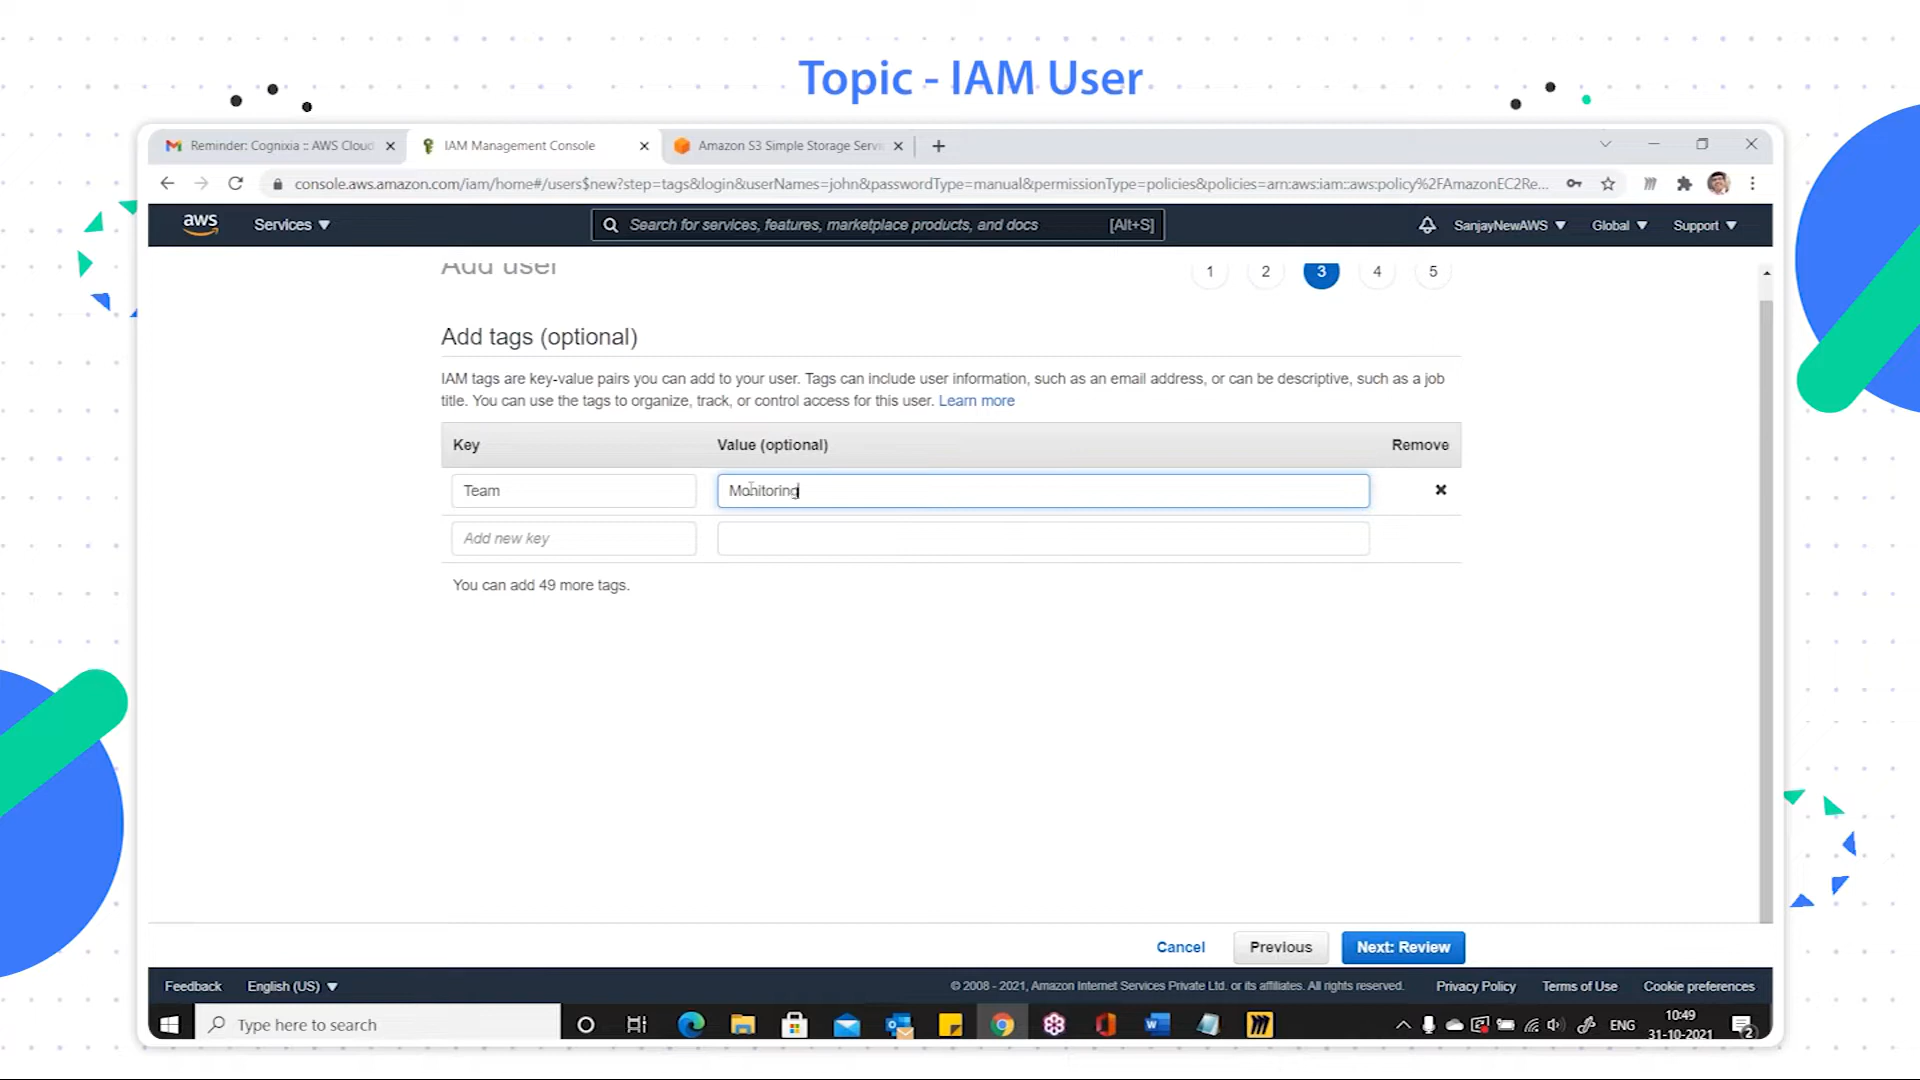 Topic - IAM User
Reminder: Cognixia :: AWS Cloud
IAM Management Console
Amazon S3 Simple Storage Servi
console.aws.amazon.com/iam/home#/users$new?step=tags&login&userNames=john&passwordType=manual&permissionType=policies&policies=arn:aws:iam::aws:policy%2FAmazonEC2Re...
aws
Services
Search for services, features, marketplace products, and docs
[Alt+S]
SanjayNewAWS
Global
Support
Add user
1
2
3
4
5
Add tags (optional)
IAM tags are key-value pairs you can add to your user. Tags can include user information, such as an email address, or can be descriptive, such as a job
title. You can use the tags to organize, track, or control access for this user. Learn more
Key
Value (optional)
Remove
Team
Monitoring
Add new key
You can add 49 more tags.
Cancel
Previous
Next: Review
Feedback
English (US)
© 2008 - 2021, Amazon Internet Services Private Ltd. or its affiliates. All rights reserved.
Privacy Policy
Terms of Use
Cookie preferences
Type here to search
ENG
10:49
31-10-2021
2